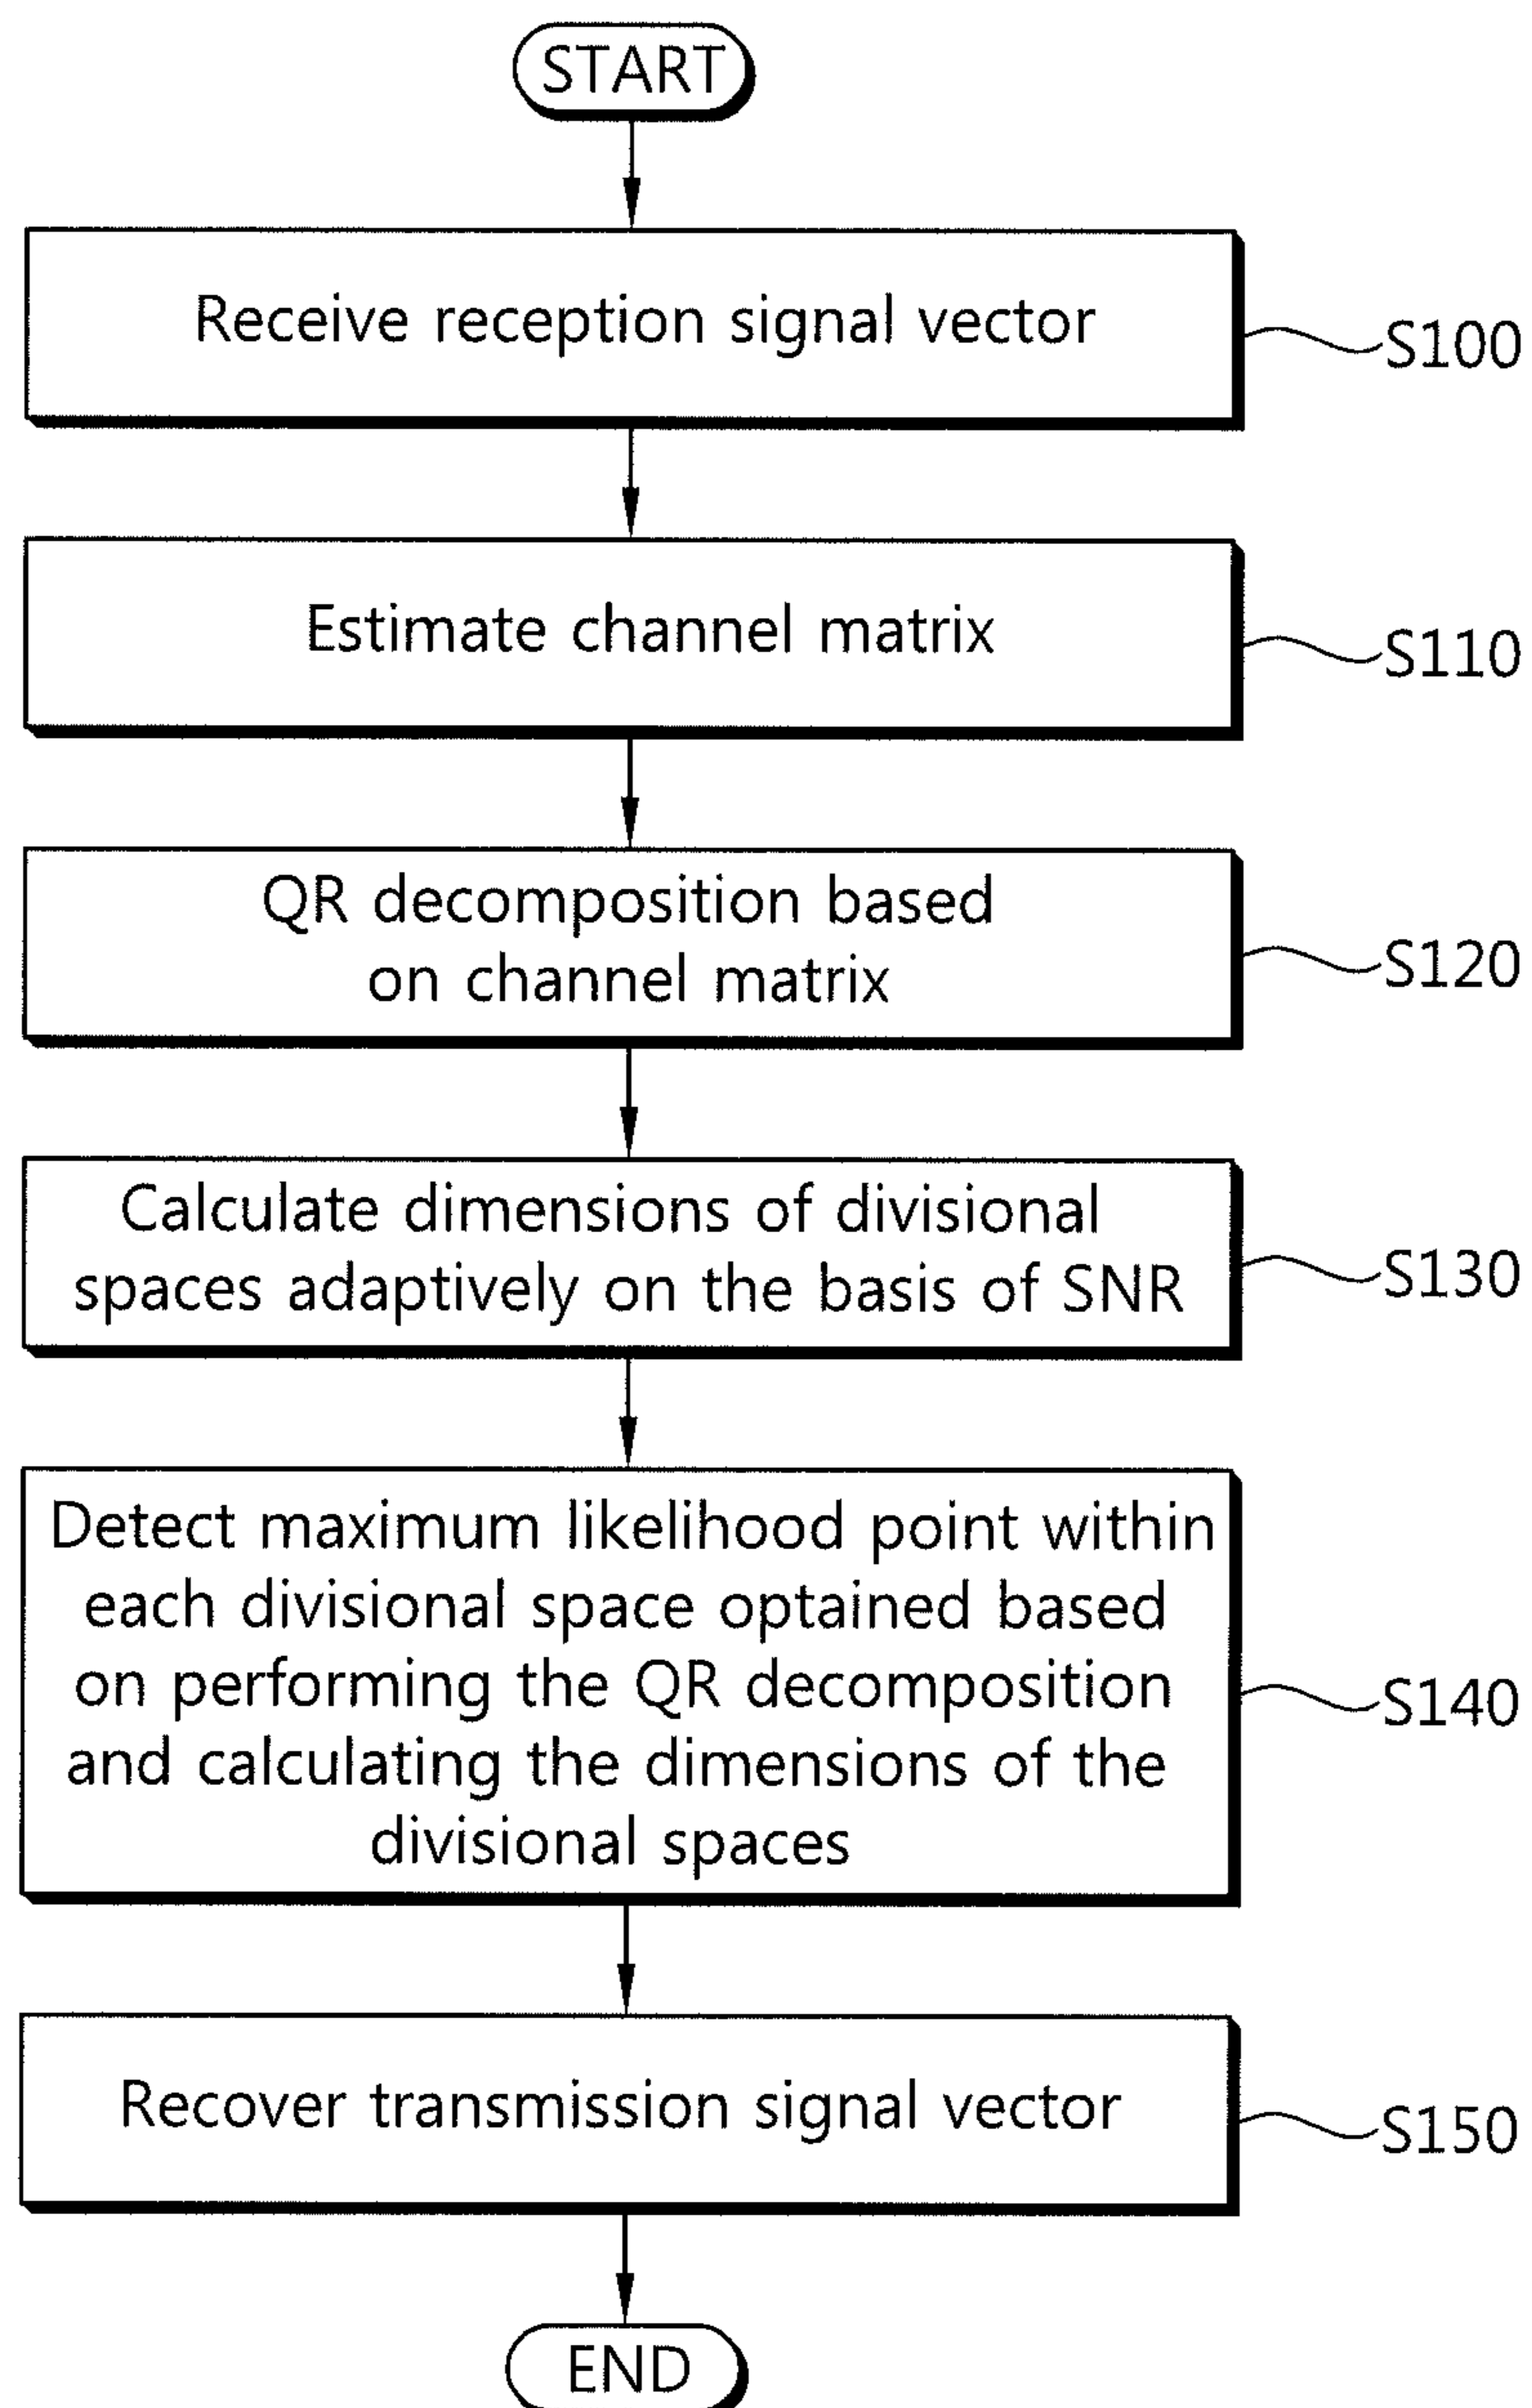 START
Receive reception signal vector
S100
Estimate channel matrix
S110
QR decomposition based
on channel matrix
S120
Calculate dimensions of divisional
spaces adaptively on the basis of SNR
S130
Detect maximum likelihood point within
each divisional space optained based
on performing the QR decomposition
and calculating the dimensions of the
divisional spaces
S140
Recover transmission signal vector
S150
END